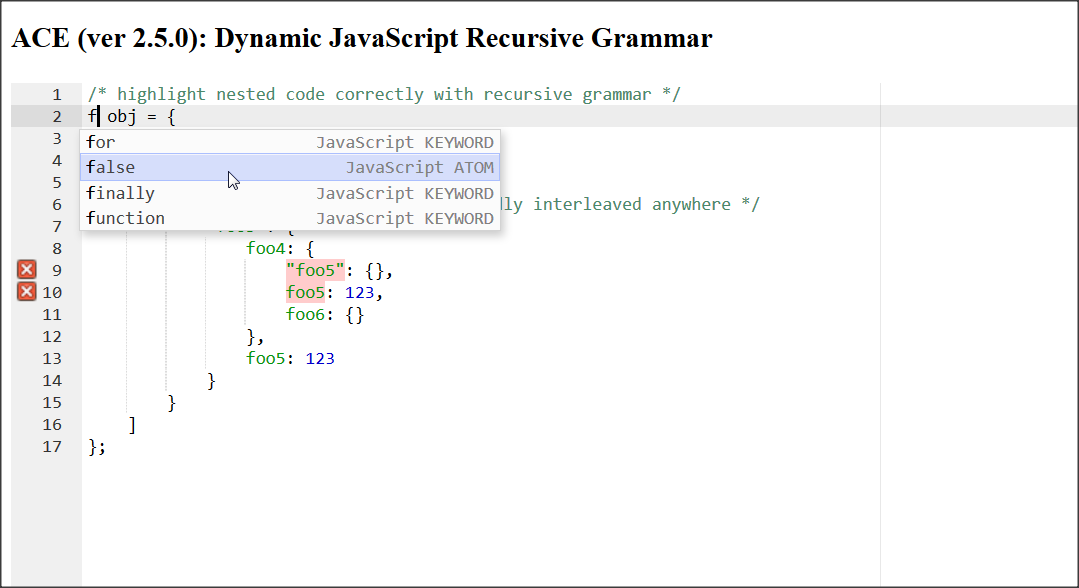 ACE (ver 2.5.0): Dynamic JavaScript Recursive Grammar
1 /* highlight nested code correctly with recursive grammar */
2 f obj = {
3 for JavaScript KEYWORD
4 false JavaScript ATOM
5 finally JavaScript KEYWORD
6 function JavaScript KEYWORD lly interleaved anywhere */
7 {
8 foo4: {
9 "foo5": {},
10 foo5: 123,
11 foo6: {}
12 },
13 foo5: 123
14 }
15 }
16 ]
17 };